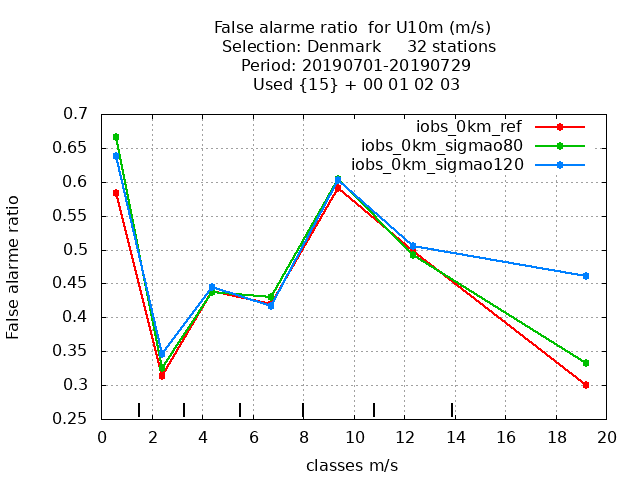 False alarme ratio  for U10m (m/s)
Selection: Denmark     32 stations
Period: 20190701-20190729
Used {15} + 00 01 02 03
iobs_0km_ref
iobs_0km_sigmao80
iobs_0km_sigmao120
False alarme ratio
0.7
0.65
0.6
0.55
0.5
0.45
0.4
0.35
0.3
0.25
0 2 4 6 8 10 12 14 16 18 20
classes m/s